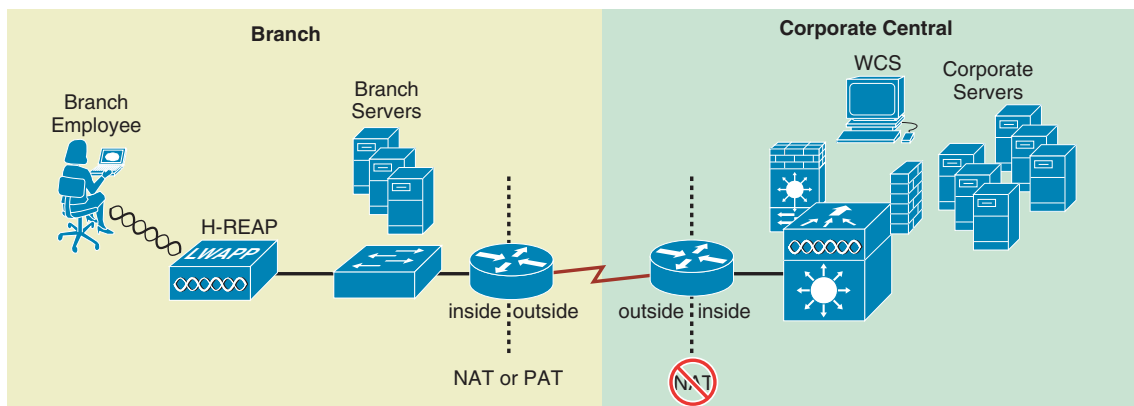 Branch
Corporate Central
WCS
Corporate
Servers
Branch
Servers
Branch
Employee
H-REAP
LWAPP
inside
outside
outside
inside
NAT or PAT
NAT